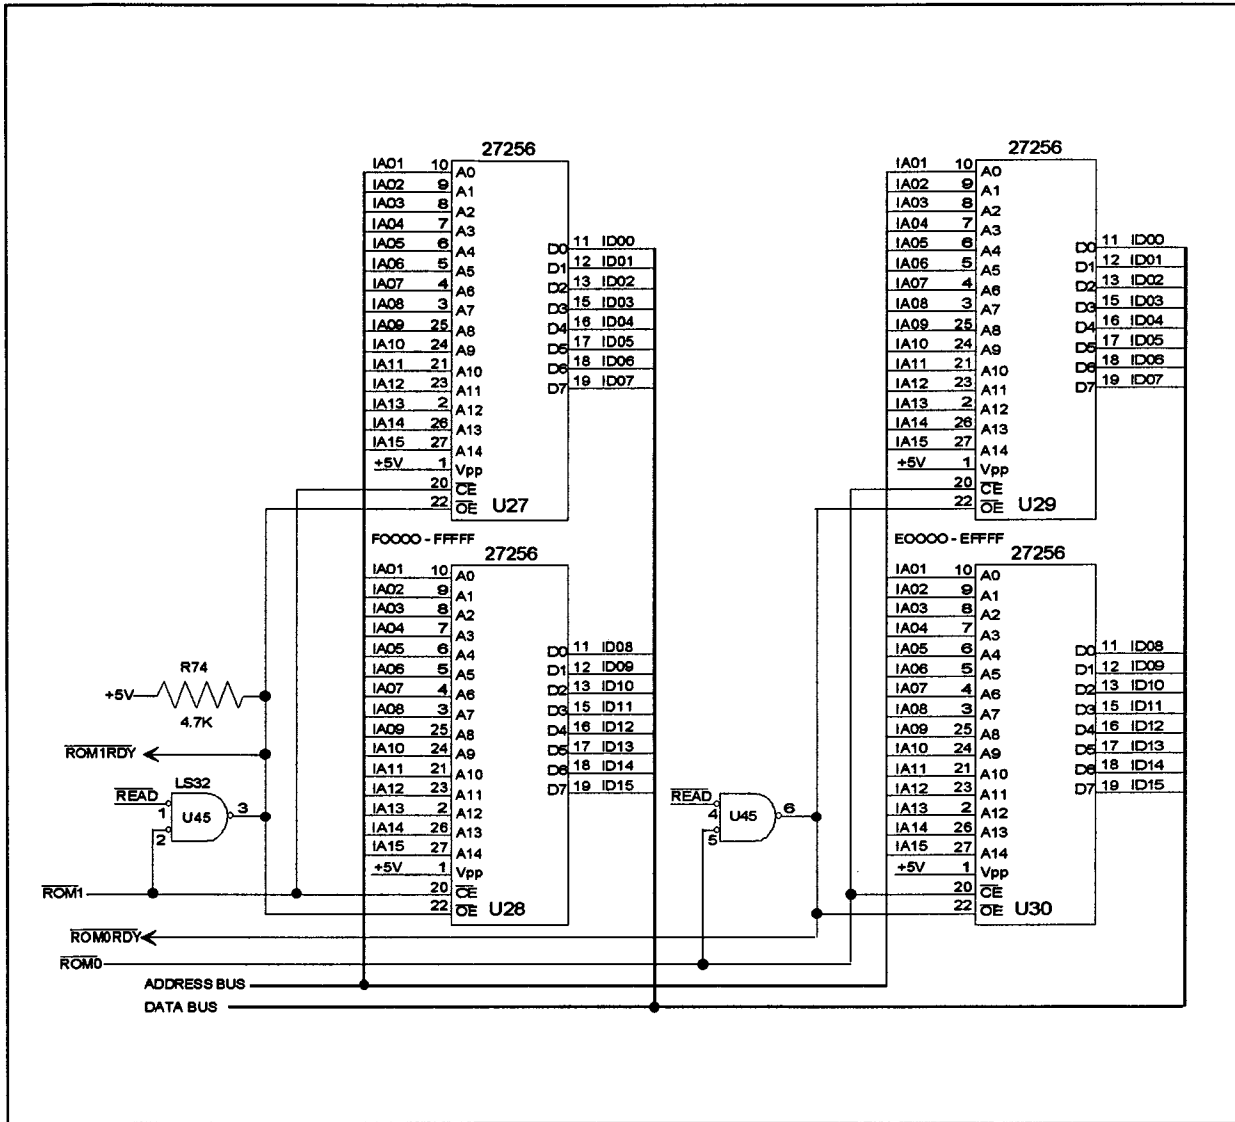 27256
IA01 10 A0
IA02 9 A1
IA03 8 A2
IA04 7 A3
IA05 6 A4
IA06 5 A5
IA07 4 A6
IA08 3 A7
IA09 25 A8
IA10 24 A9
IA11 21 A10
IA12 23 A11
IA13 2 A12
IA14 26 A13
IA15 27 A14
+5V 1 Vpp
20 CE
22 OE
D0 11 ID00
D1 12 ID01
D2 13 ID02
D3 15 ID03
D4 16 ID04
D5 17 ID05
D6 18 ID06
D7 19 ID07
U27
F0000 - FFFFF
27256
IA01 10 A0
IA02 9 A1
IA03 8 A2
IA04 7 A3
IA05 6 A4
IA06 5 A5
IA07 4 A6
IA08 3 A7
IA09 25 A8
IA10 24 A9
IA11 21 A10
IA12 23 A11
IA13 2 A12
IA14 26 A13
IA15 27 A14
+5V 1 Vpp
20 CE
22 OE
D0 11 ID08
D1 12 ID09
D2 13 ID10
D3 15 ID11
D4 16 ID12
D5 17 ID13
D6 18 ID14
D7 19 ID15
U28
27256
IA01 10 A0
IA02 9 A1
IA03 8 A2
IA04 7 A3
IA05 6 A4
IA06 5 A5
IA07 4 A6
IA08 3 A7
IA09 25 A8
IA10 24 A9
IA11 21 A10
IA12 23 A11
IA13 2 A12
IA14 26 A13
IA15 27 A14
+5V 1 Vpp
20 CE
22 OE
D0 11 ID00
D1 12 ID01
D2 13 ID02
D3 15 ID03
D4 16 ID04
D5 17 ID05
D6 18 ID06
D7 19 ID07
U29
E0000 - EFFFF
27256
IA01 10 A0
IA02 9 A1
IA03 8 A2
IA04 7 A3
IA05 6 A4
IA06 5 A5
IA07 4 A6
IA08 3 A7
IA09 25 A8
IA10 24 A9
IA11 21 A10
IA12 23 A11
IA13 2 A12
IA14 26 A13
IA15 27 A14
+5V 1 Vpp
20 CE
22 OE
D0 11 ID08
D1 12 ID09
D2 13 ID10
D3 15 ID11
D4 16 ID12
D5 17 ID13
D6 18 ID14
D7 19 ID15
U30
R74
+5V
4.7K
ROM1RDY
LS32
READ 1
2
U45 3
READ 4
5
U45 6
ROM1
ROM0RDY
ROM0
ADDRESS BUS
DATA BUS